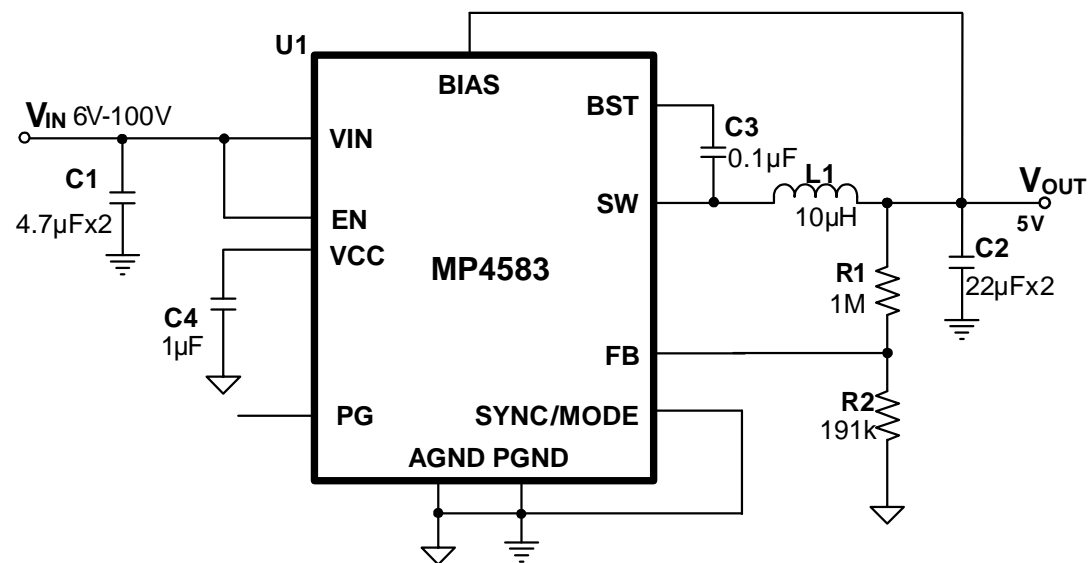 U1
BIAS
VIN 6V-100V
VIN
BST
C3
0.1µF
C1
4.7µFx2
EN
SW
L1
10µH
VOUT
5V
VCC
MP4583
C2
22µFx2
R1
1M
C4
1µF
FB
PG
SYNC/MODE
R2
191k
AGND PGND